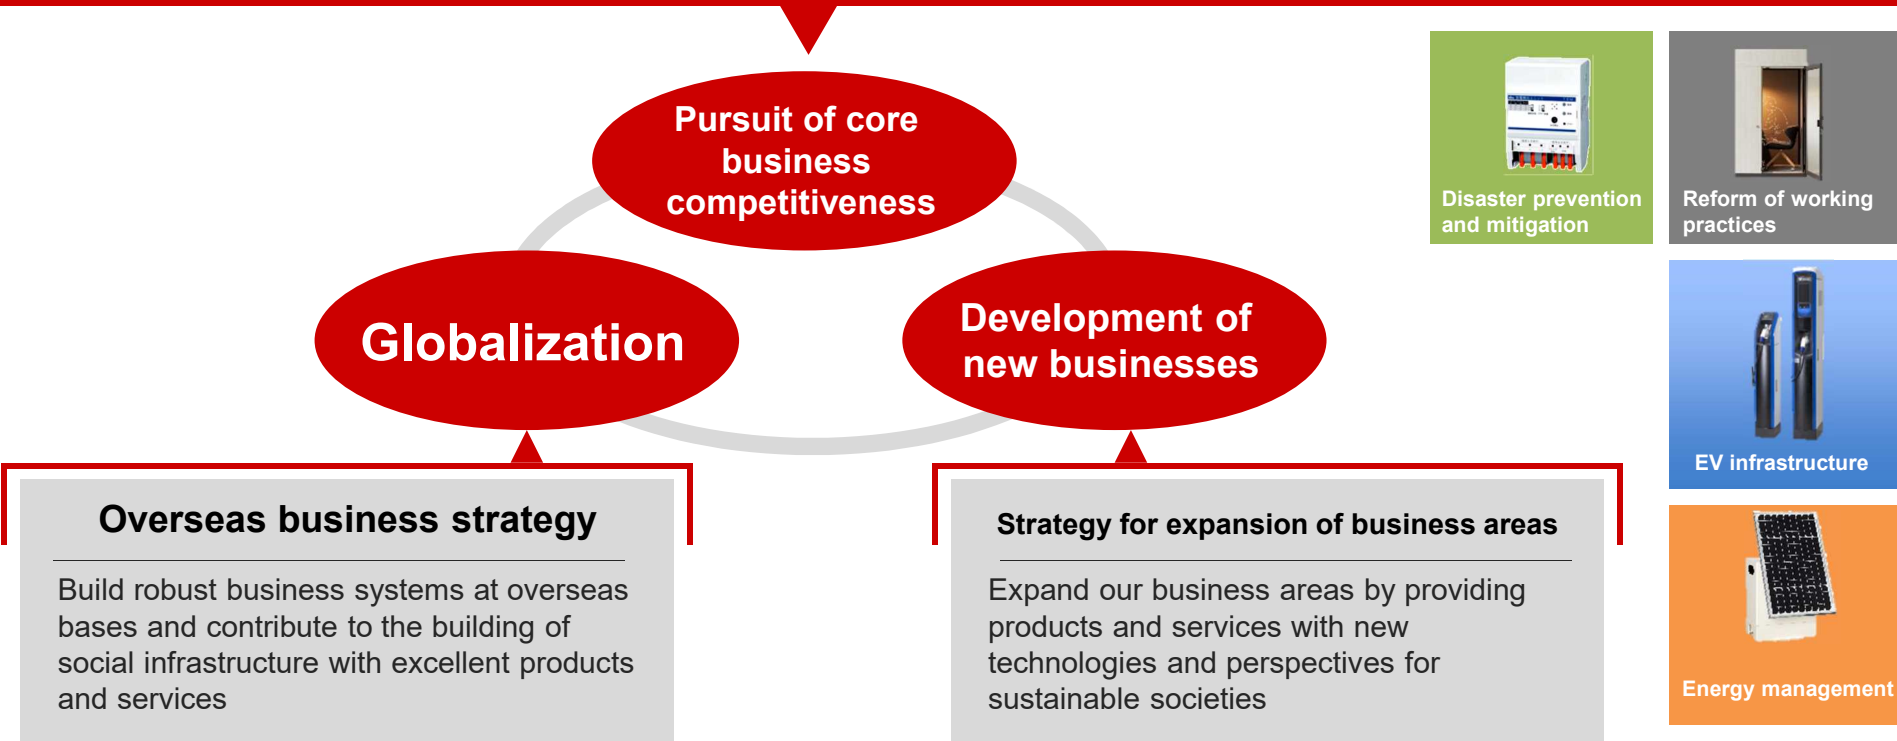 Pursuit of core
business
competitiveness
Globalization
Development of
new businesses
Overseas business strategy
Build robust business systems at overseas
bases and contribute to the building of
social infrastructure with excellent products
and services
Strategy for expansion of business areas
Expand our business areas by providing
products and services with new
technologies and perspectives for
sustainable societies
Disaster prevention
and mitigation
Reform of working
practices
EV infrastructure
Energy management